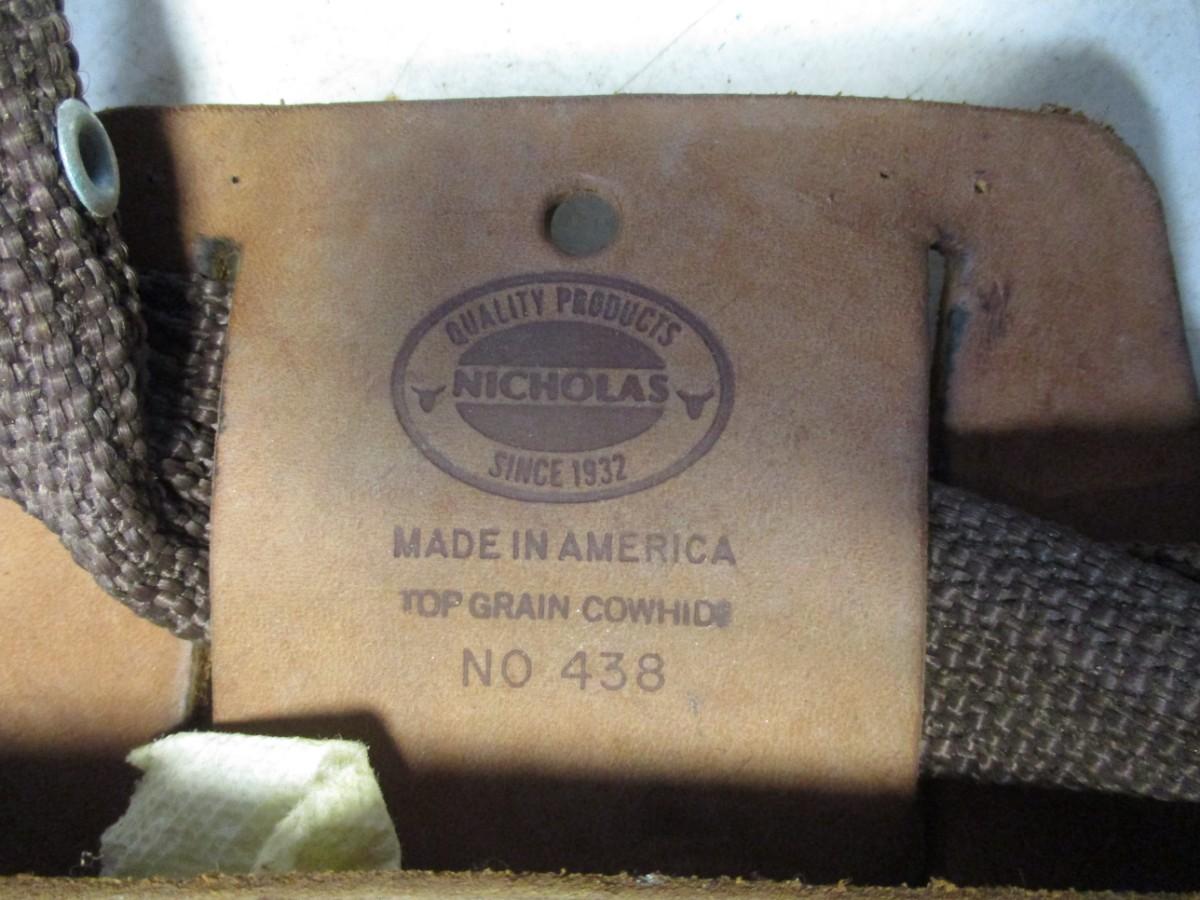 QUALITY PRODUCTS
NICHOLAS
SINCE 1932
MADE IN AMERICA
TOP GRAIN COWHIDE
NO 438